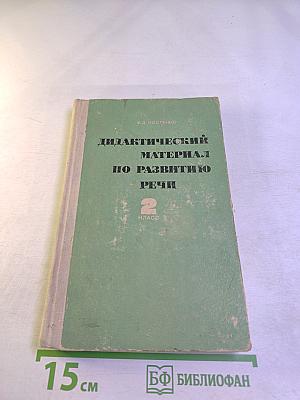 ДИДАКТИЧЕСКИЙ
МАТЕРИАЛ
ПО РАЗВИТИЮ
РЕЧИ
2
КЛАСС
15 см
БФ БИБЛИОФАН